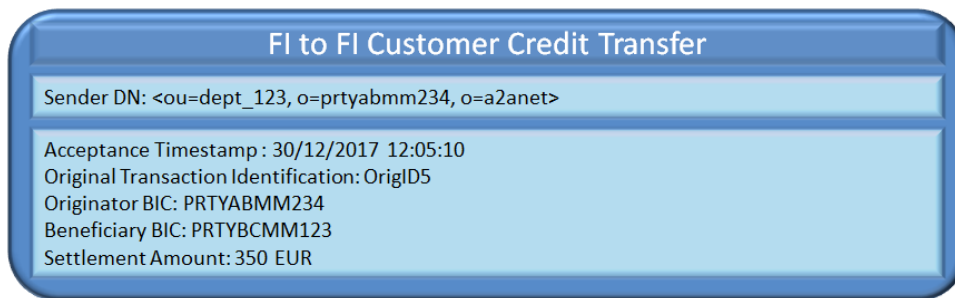 FI to FI Customer Credit Transfer
Sender DN: <ou=dept_123, o=prtyabmm234, o=a2anet>
Acceptance Timestamp : 30/12/2017 12:05:10
Original Transaction Identification: OrigID5
Originator BIC: PRTYABMM234
Beneficiary BIC: PRTYBCMM123
Settlement Amount: 350 EUR